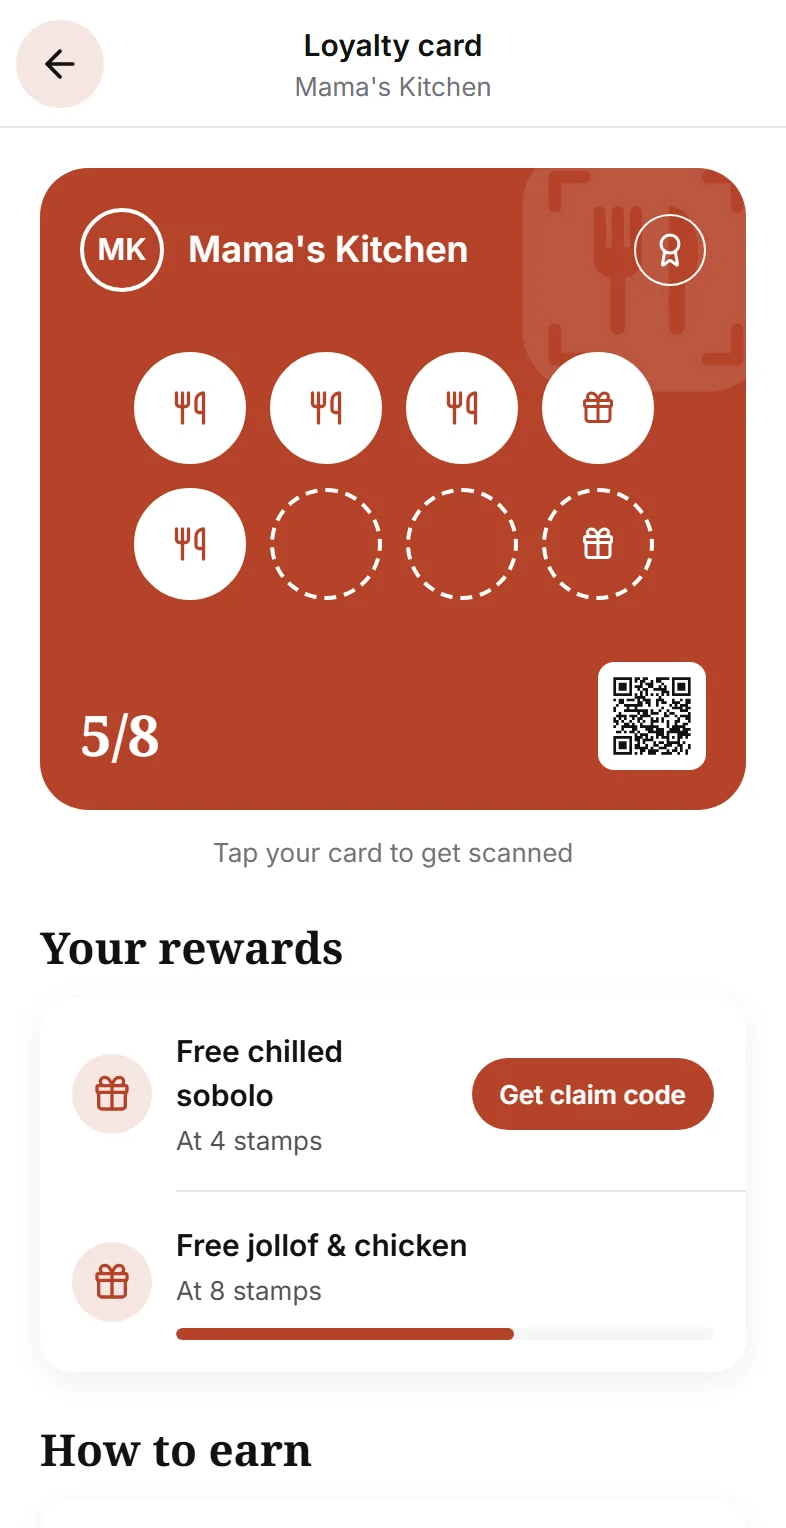 Loyalty card
Mama's Kitchen
MK
Mama's Kitchen
5/8
Tap your card to get scanned
Your rewards
Free chilled
sobolo
At 4 stamps
Get claim code
Free jollof & chicken
At 8 stamps
How to earn